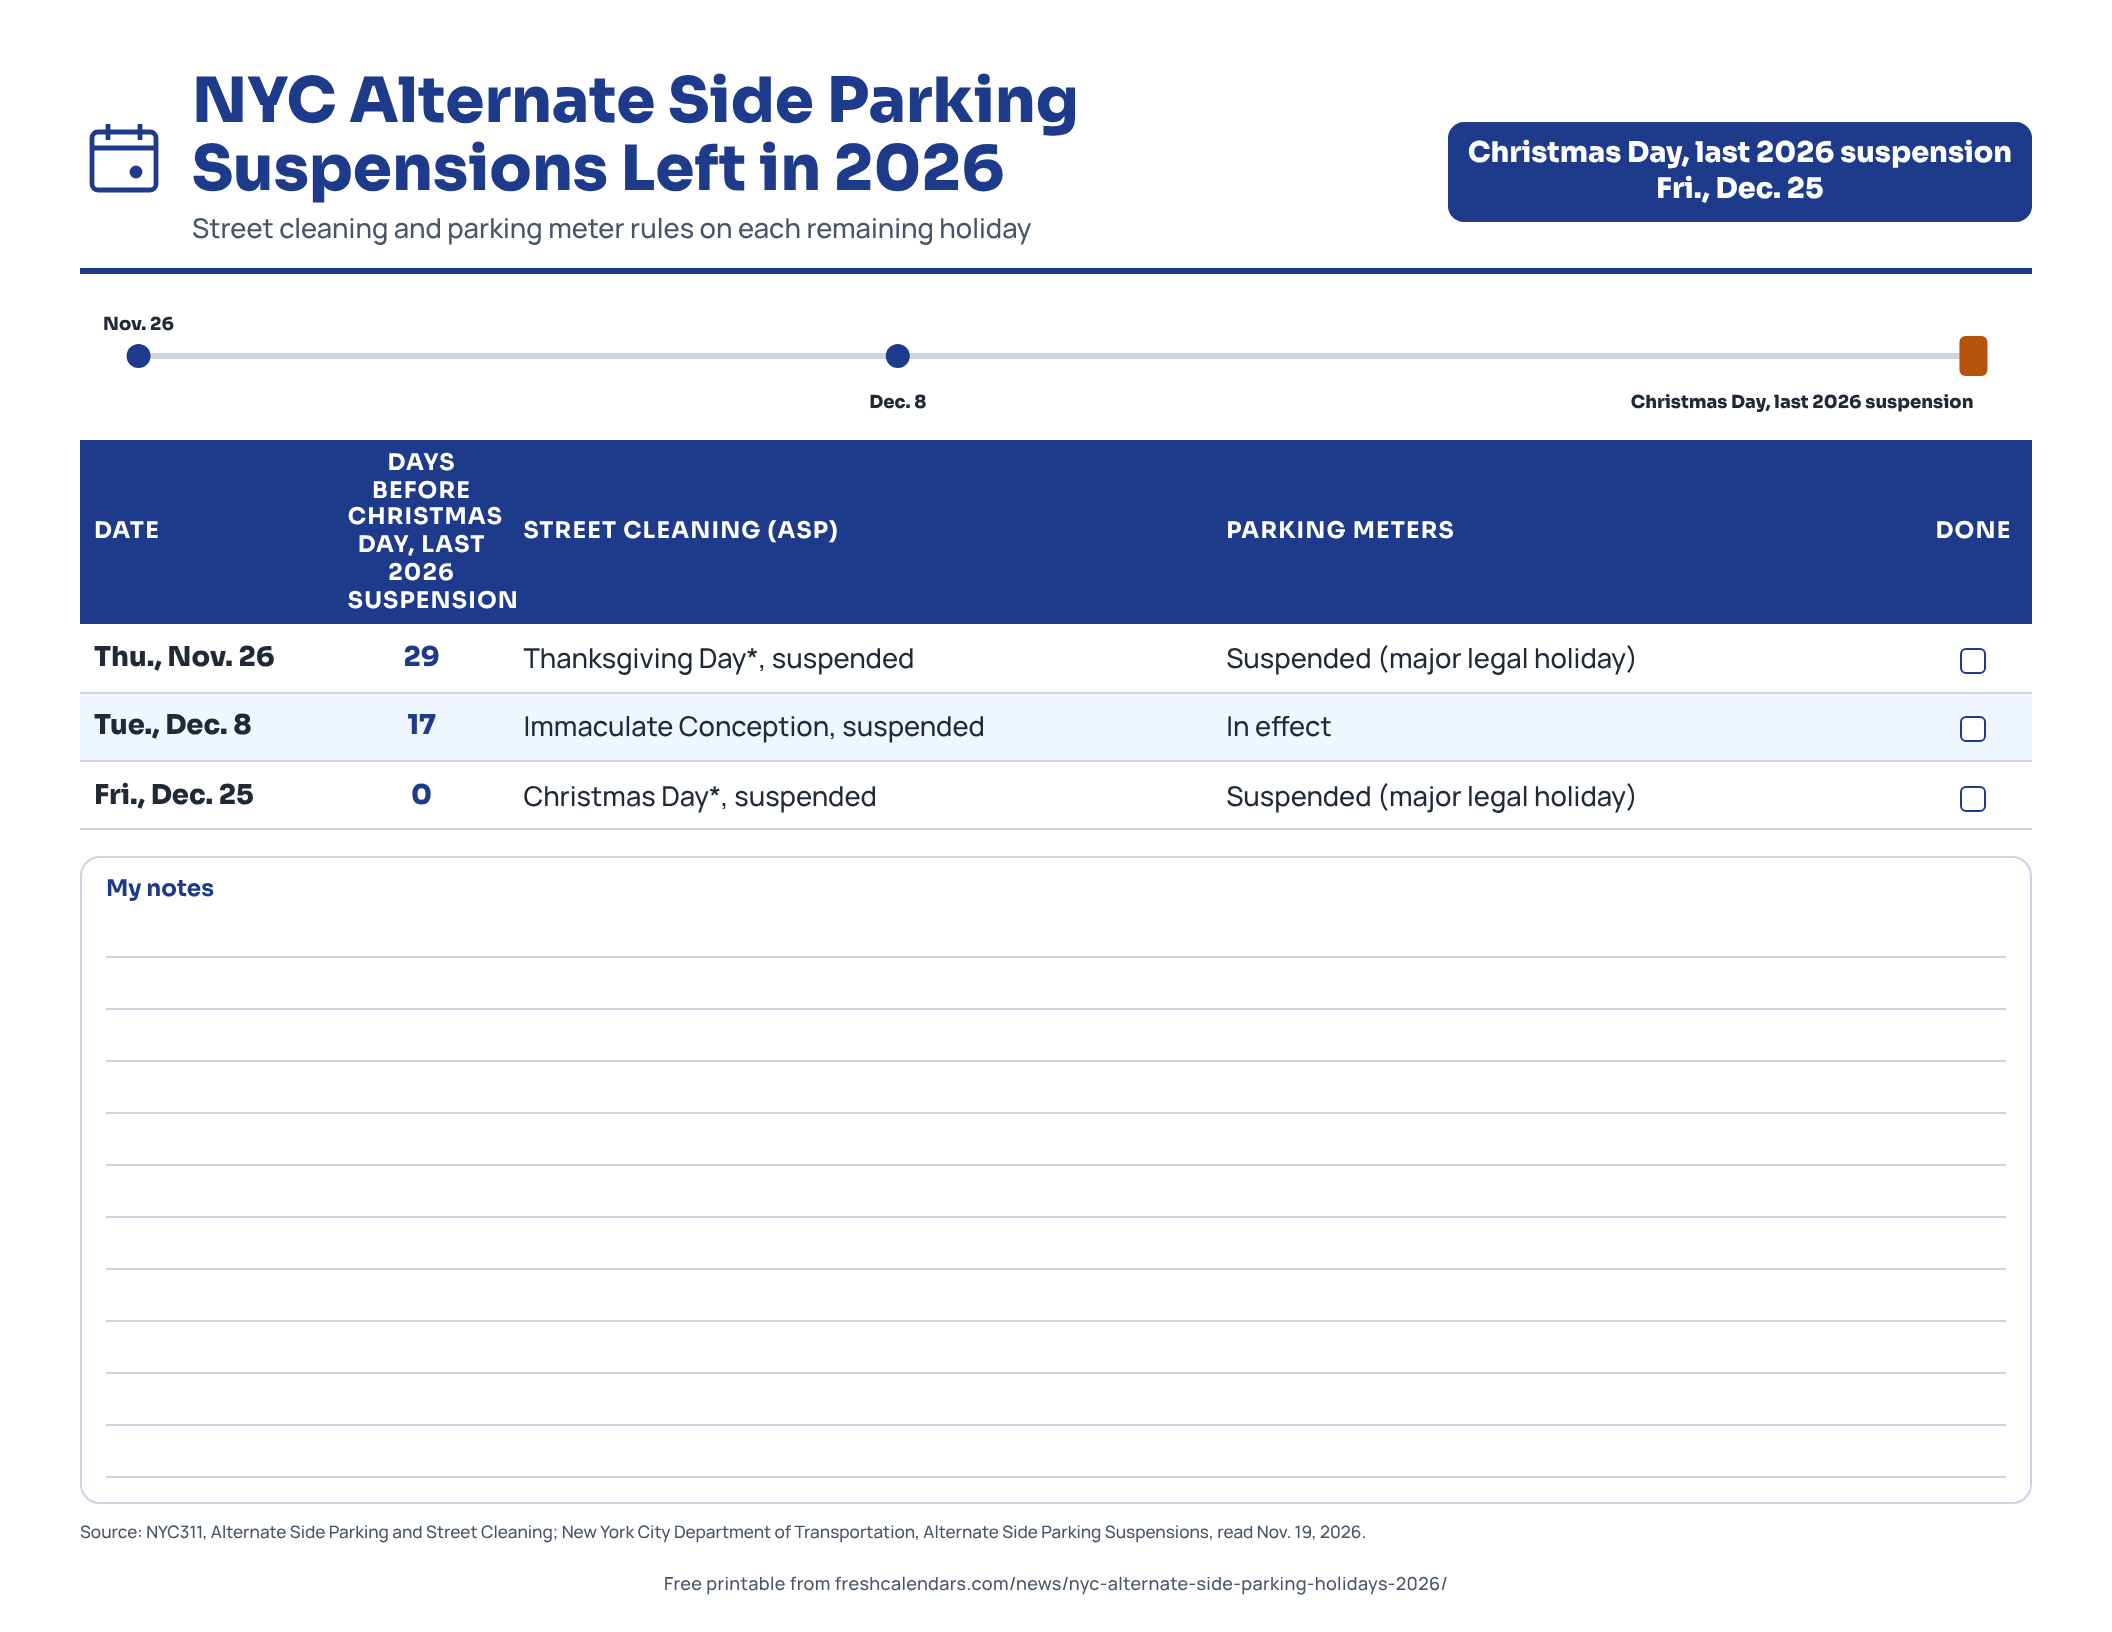 NYC Alternate Side Parking
Suspensions Left in 2026
Street cleaning and parking meter rules on each remaining holiday
Christmas Day, last 2026 suspension
Fri., Dec. 25
Nov. 26
Dec. 8
Christmas Day, last 2026 suspension
DATE
DAYS
BEFORE
CHRISTMAS
DAY, LAST
2026
SUSPENSION
STREET CLEANING (ASP)
PARKING METERS
DONE
Thu., Nov. 26 29 Thanksgiving Day*, suspended Suspended (major legal holiday)
Tue., Dec. 8 17 Immaculate Conception, suspended In effect
Fri., Dec. 25 0 Christmas Day*, suspended Suspended (major legal holiday)
My notes
Source: NYC311, Alternate Side Parking and Street Cleaning; New York City Department of Transportation, Alternate Side Parking Suspensions, read Nov. 19, 2026.
Free printable from freshcalendars.com/news/nyc-alternate-side-parking-holidays-2026/